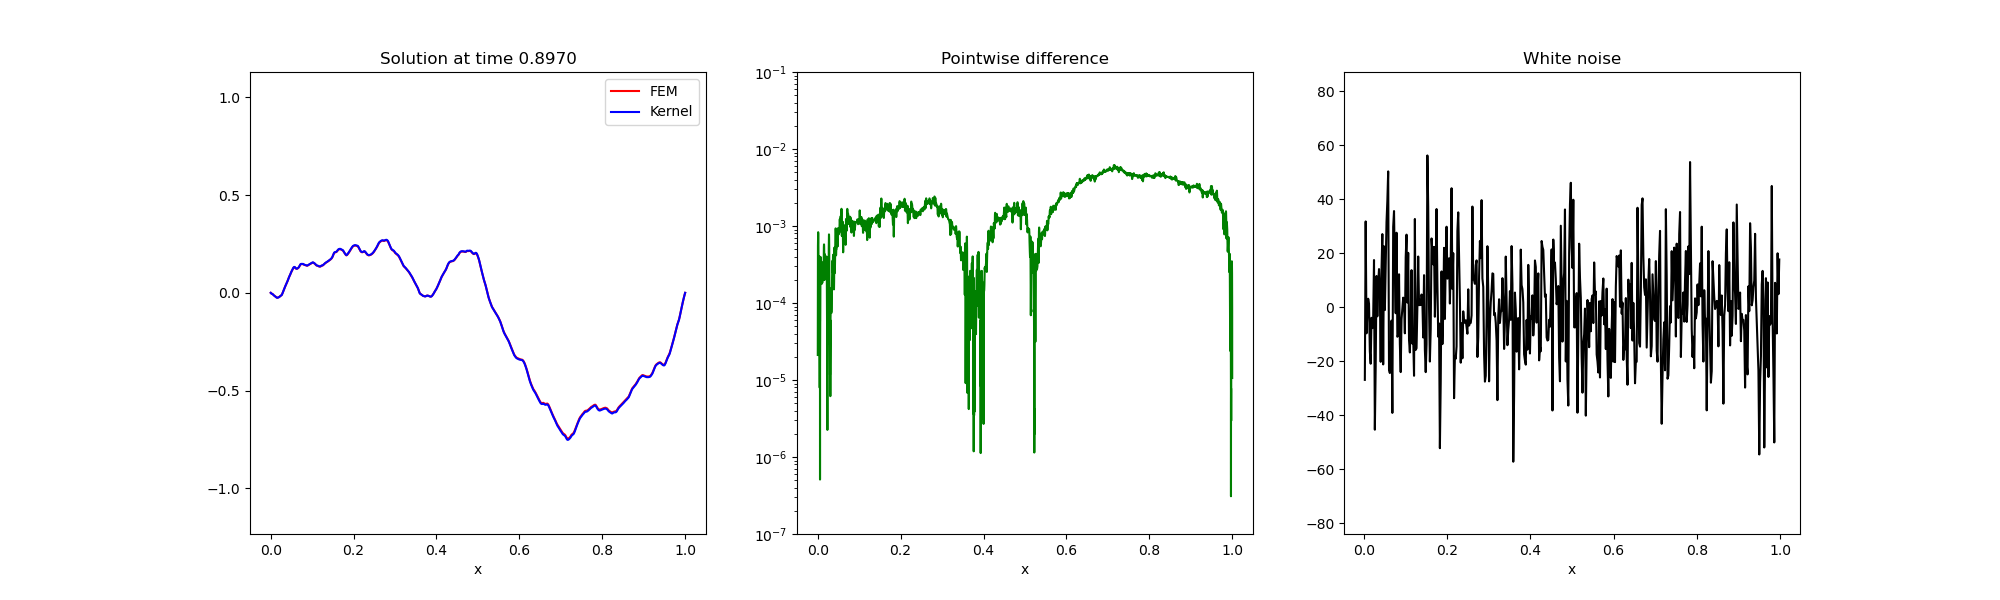 Solution at time 0.8970
1.0
0.5
0.0
−0.5
−1.0
0.0 0.2 0.4 0.6 0.8 1.0
x
FEM
Kernel
Pointwise difference
10⁻¹
10⁻²
10⁻³
10⁻⁴
10⁻⁵
10⁻⁶
10⁻⁷
0.0 0.2 0.4 0.6 0.8 1.0
x
White noise
80
60
40
20
0
−20
−40
−60
−80
0.0 0.2 0.4 0.6 0.8 1.0
x